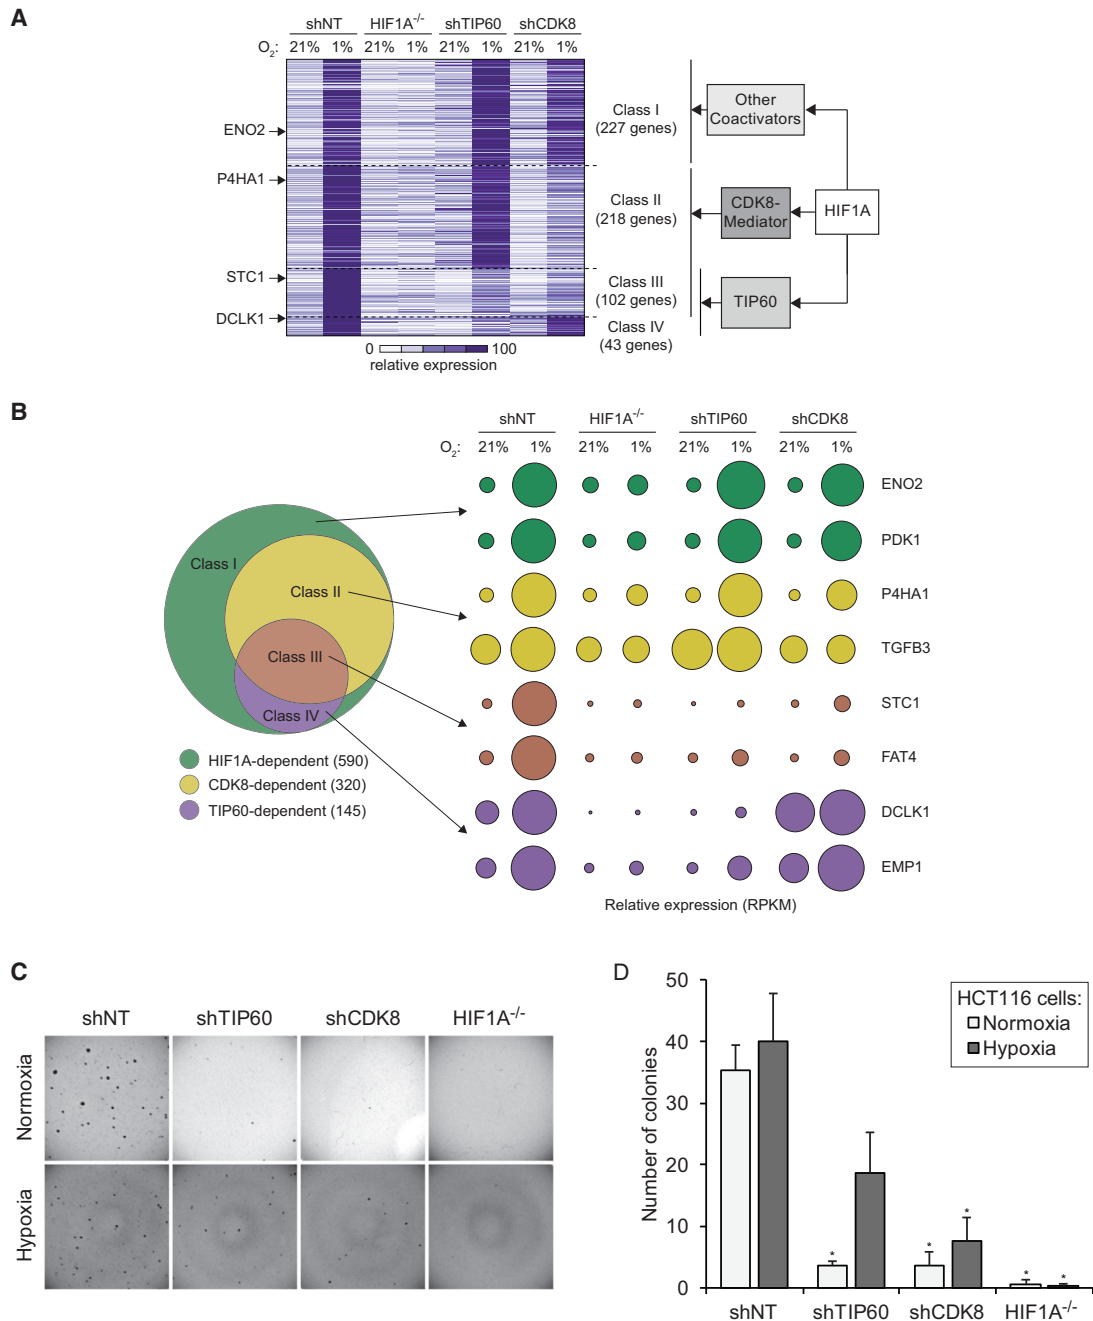 A
shNT HIF1A-/- shTIP60 shCDK8
O2: 21% 1% 21% 1% 21% 1% 21% 1%
ENO2
P4HA1
STC1
DCLK1
Class I
(227 genes)
Class II
(218 genes)
Class III
(102 genes)
Class IV
(43 genes)
Other
Coactivators
CDK8-
Mediator
HIF1A
TIP60
0 100
relative expression
B
shNT HIF1A-/- shTIP60 shCDK8
O2: 21% 1% 21% 1% 21% 1% 21% 1%
ENO2
PDK1
P4HA1
TGFB3
STC1
FAT4
DCLK1
EMP1
Class I
Class II
Class III
Class IV
HIF1A-dependent (590)
CDK8-dependent (320)
TIP60-dependent (145)
Relative expression (RPKM)
C
shNT shTIP60 shCDK8 HIF1A-/-
Normoxia
Hypoxia
D
Number of colonies
50
40
30
20
10
0
HCT116 cells:
Normoxia
Hypoxia
* * * * *
shNT shTIP60 shCDK8 HIF1A-/-